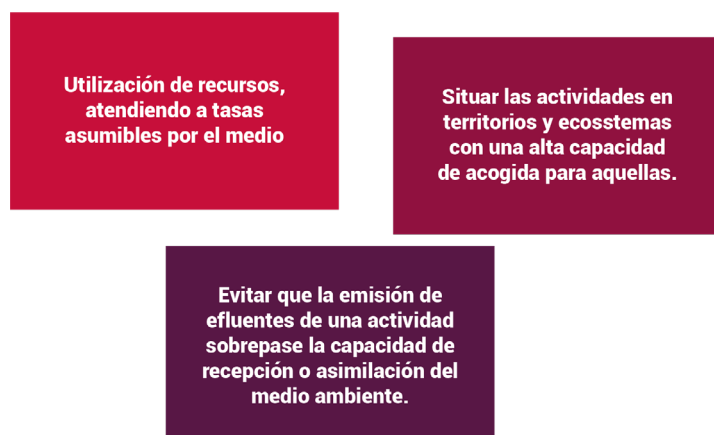 Utilización de recursos,
atendiendo a tasas
asumibles por el medio
Situar las actividades en
territorios y ecosstemas
con una alta capacidad
de acogida para aquellas.
Evitar que la emisión de
efluentes de una actividad
sobrepase la capacidad de
recepción o asimilación del
medio ambiente.